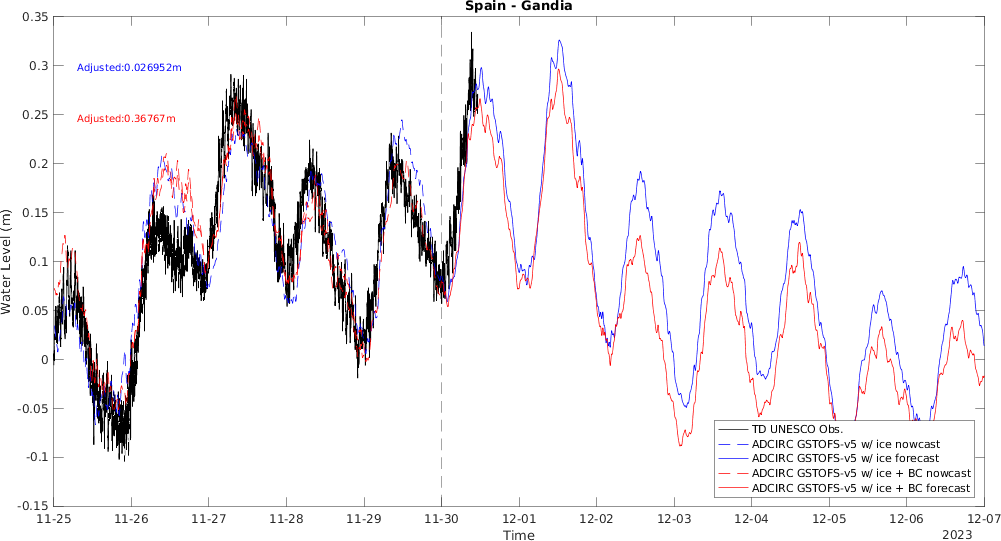 Spain - Gandia
0.35
0.3
0.25
0.2
0.15
0.1
0.05
0
-0.05
-0.1
-0.15
Water Level (m)
Adjusted:0.026952m
Adjusted:0.36767m
TD UNESCO Obs.
ADCIRC GSTOFS-v5 w/ ice nowcast
ADCIRC GSTOFS-v5 w/ ice forecast
ADCIRC GSTOFS-v5 w/ ice + BC nowcast
ADCIRC GSTOFS-v5 w/ ice + BC forecast
11-25 11-26 11-27 11-28 11-29 11-30 12-01 12-02 12-03 12-04 12-05 12-06 12-07
Time
2023